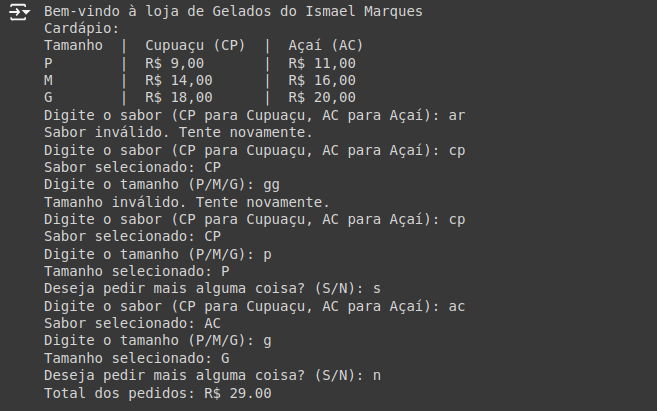 Bem-vindo à loja de Gelados do Ismael Marques
Cardápio:
Tamanho  |  Cupuaçu (CP)  |  Açaí (AC)
P        |  R$ 9,00       |  R$ 11,00
M        |  R$ 14,00      |  R$ 16,00
G        |  R$ 18,00      |  R$ 20,00
Digite o sabor (CP para Cupuaçu, AC para Açaí): ar
Sabor inválido. Tente novamente.
Digite o sabor (CP para Cupuaçu, AC para Açaí): cp
Sabor selecionado: CP
Digite o tamanho (P/M/G): gg
Tamanho inválido. Tente novamente.
Digite o sabor (CP para Cupuaçu, AC para Açaí): cp
Sabor selecionado: CP
Digite o tamanho (P/M/G): p
Tamanho selecionado: P
Deseja pedir mais alguma coisa? (S/N): s
Digite o sabor (CP para Cupuaçu, AC para Açaí): ac
Sabor selecionado: AC
Digite o tamanho (P/M/G): g
Tamanho selecionado: G
Deseja pedir mais alguma coisa? (S/N): n
Total dos pedidos: R$ 29.00